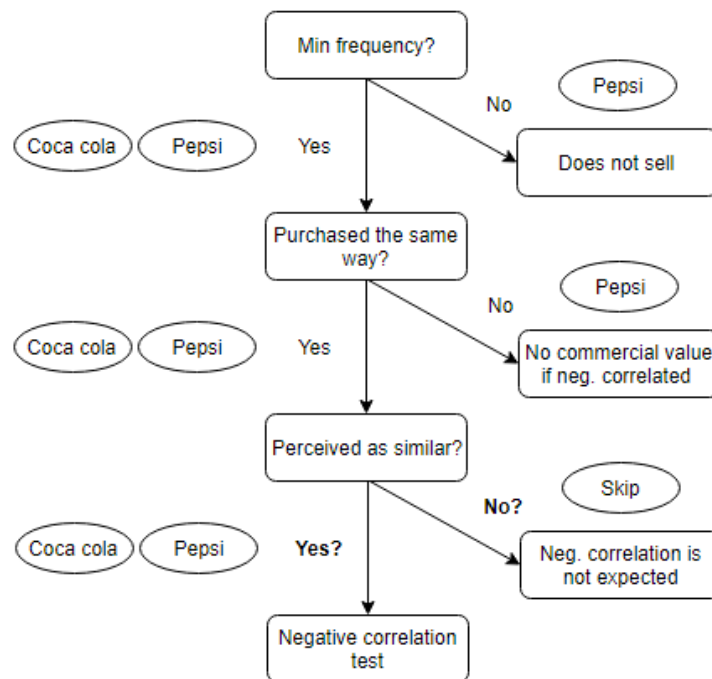 Min frequency?
Pepsi
No
Coca cola
Pepsi
Yes
Does not sell
Purchased the same
way?
Pepsi
No
Coca cola
Pepsi
Yes
No commercial value
if neg. correlated
Perceived as similar?
Skip
No?
Coca cola
Pepsi
Yes?
Neg. correlation is
not expected
Negative correlation
test